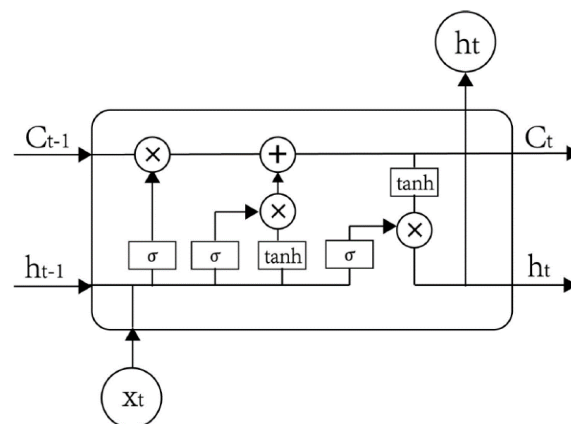 ht
Ct-1
×
+
Ct
tanh
×
×
σ
σ
tanh
σ
ht-1
ht
xt